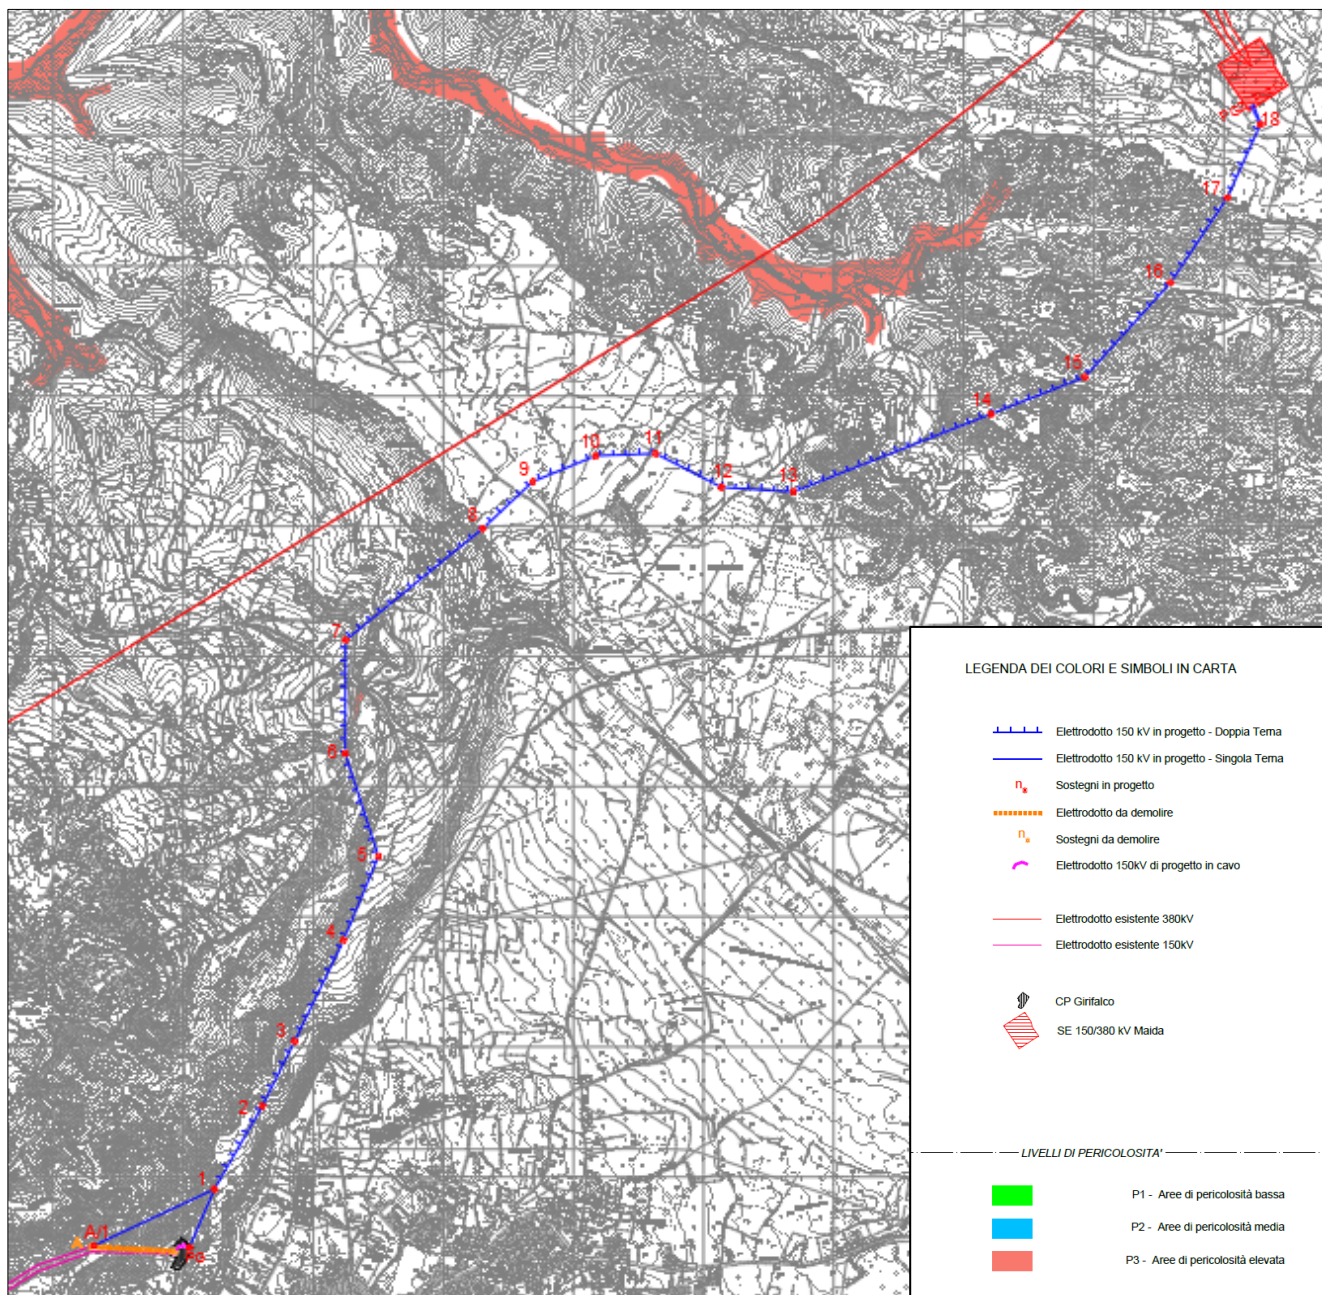 18
17
16
15
14
11
10
13
12
9
8
7
6
5
4
3
2
1
A/1
LEGENDA DEI COLORI E SIMBOLI IN CARTA
Elettrodotto 150 kV in progetto - Doppia Terna
Elettrodotto 150 kV in progetto - Singola Terna
n Sostegni in progetto
Elettrodotto da demolire
n Sostegni da demolire
Elettrodotto 150kV di progetto in cavo
Elettrodotto esistente 380kV
Elettrodotto esistente 150kV
CP Girifalco
SE 150/380 kV Maida
LIVELLI DI PERICOLOSITA'
P1 - Aree di pericolosità bassa
P2 - Aree di pericolosità media
P3 - Aree di pericolosità elevata